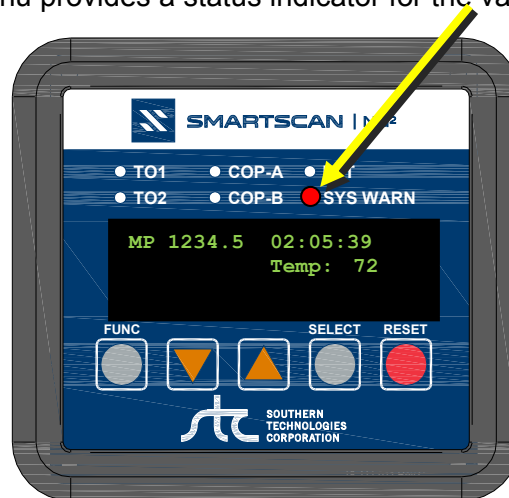 nu provides a status indicator for the va
SMARTSCAN
TO1 COP-A
TO2 COP-B SYS WARN
MP 1234.5 02:05:39
Temp: 72
FUNC SELECT RESET
stc SOUTHERN
TECHNOLOGIES
CORPORATION